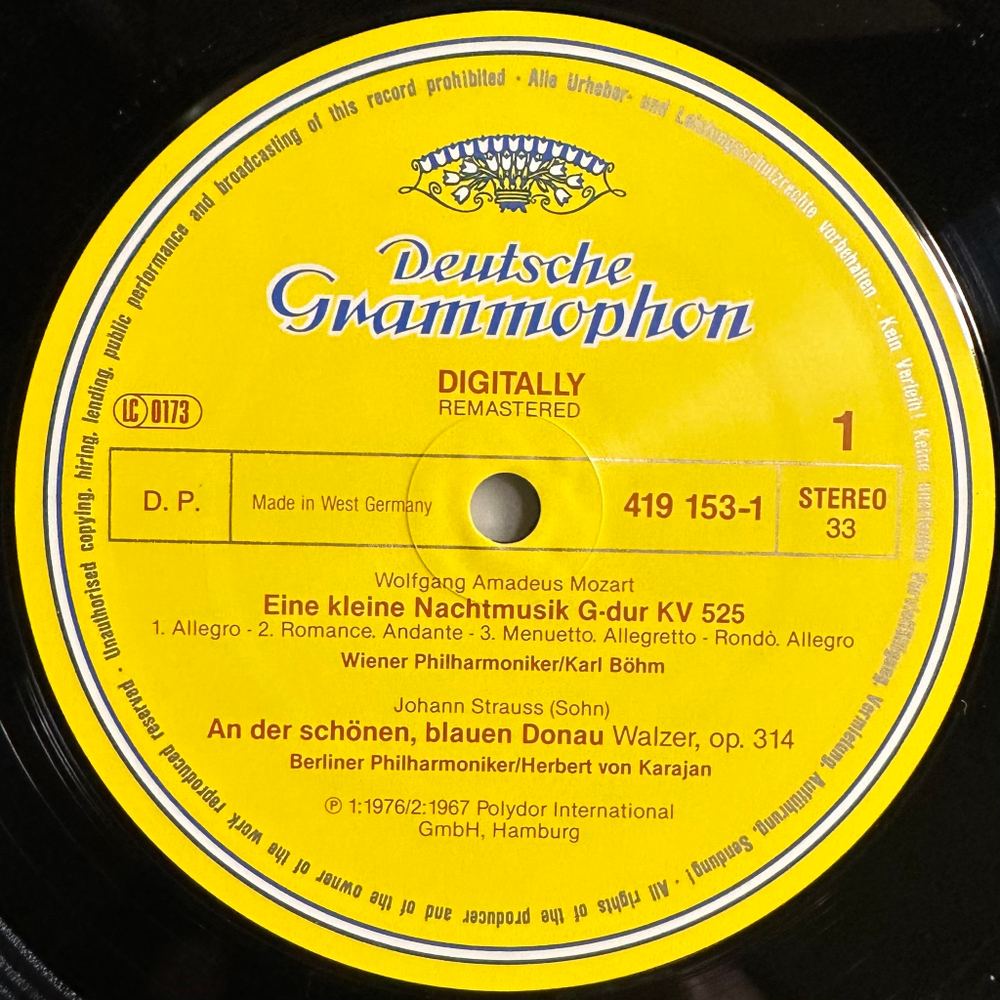 Deutsche
Grammophon
DIGITALLY
REMASTERED
LC 0173
1
D. P.
Made in West Germany
419 153-1
STEREO
33
Wolfgang Amadeus Mozart
Eine kleine Nachtmusik G-dur KV 525
1. Allegro - 2. Romance. Andante - 3. Menuetto. Allegretto - Rondò. Allegro
Wiener Philharmoniker/Karl Böhm
Johann Strauss (Sohn)
An der schönen, blauen Donau Walzer, op. 314
Berliner Philharmoniker/Herbert von Karajan
℗ 1:1976/2:1967 Polydor International
GmbH, Hamburg
Alle Urheber- und Leistungsschutzrechte vorbehalten · Kein Verleih! Keine Vermietung, Aufführung, Sendung! · All rights of the producer and of the owner of the work reproduced reserved · Unauthorised copying, hiring, lending, public performance and broadcasting of this record prohibited ·